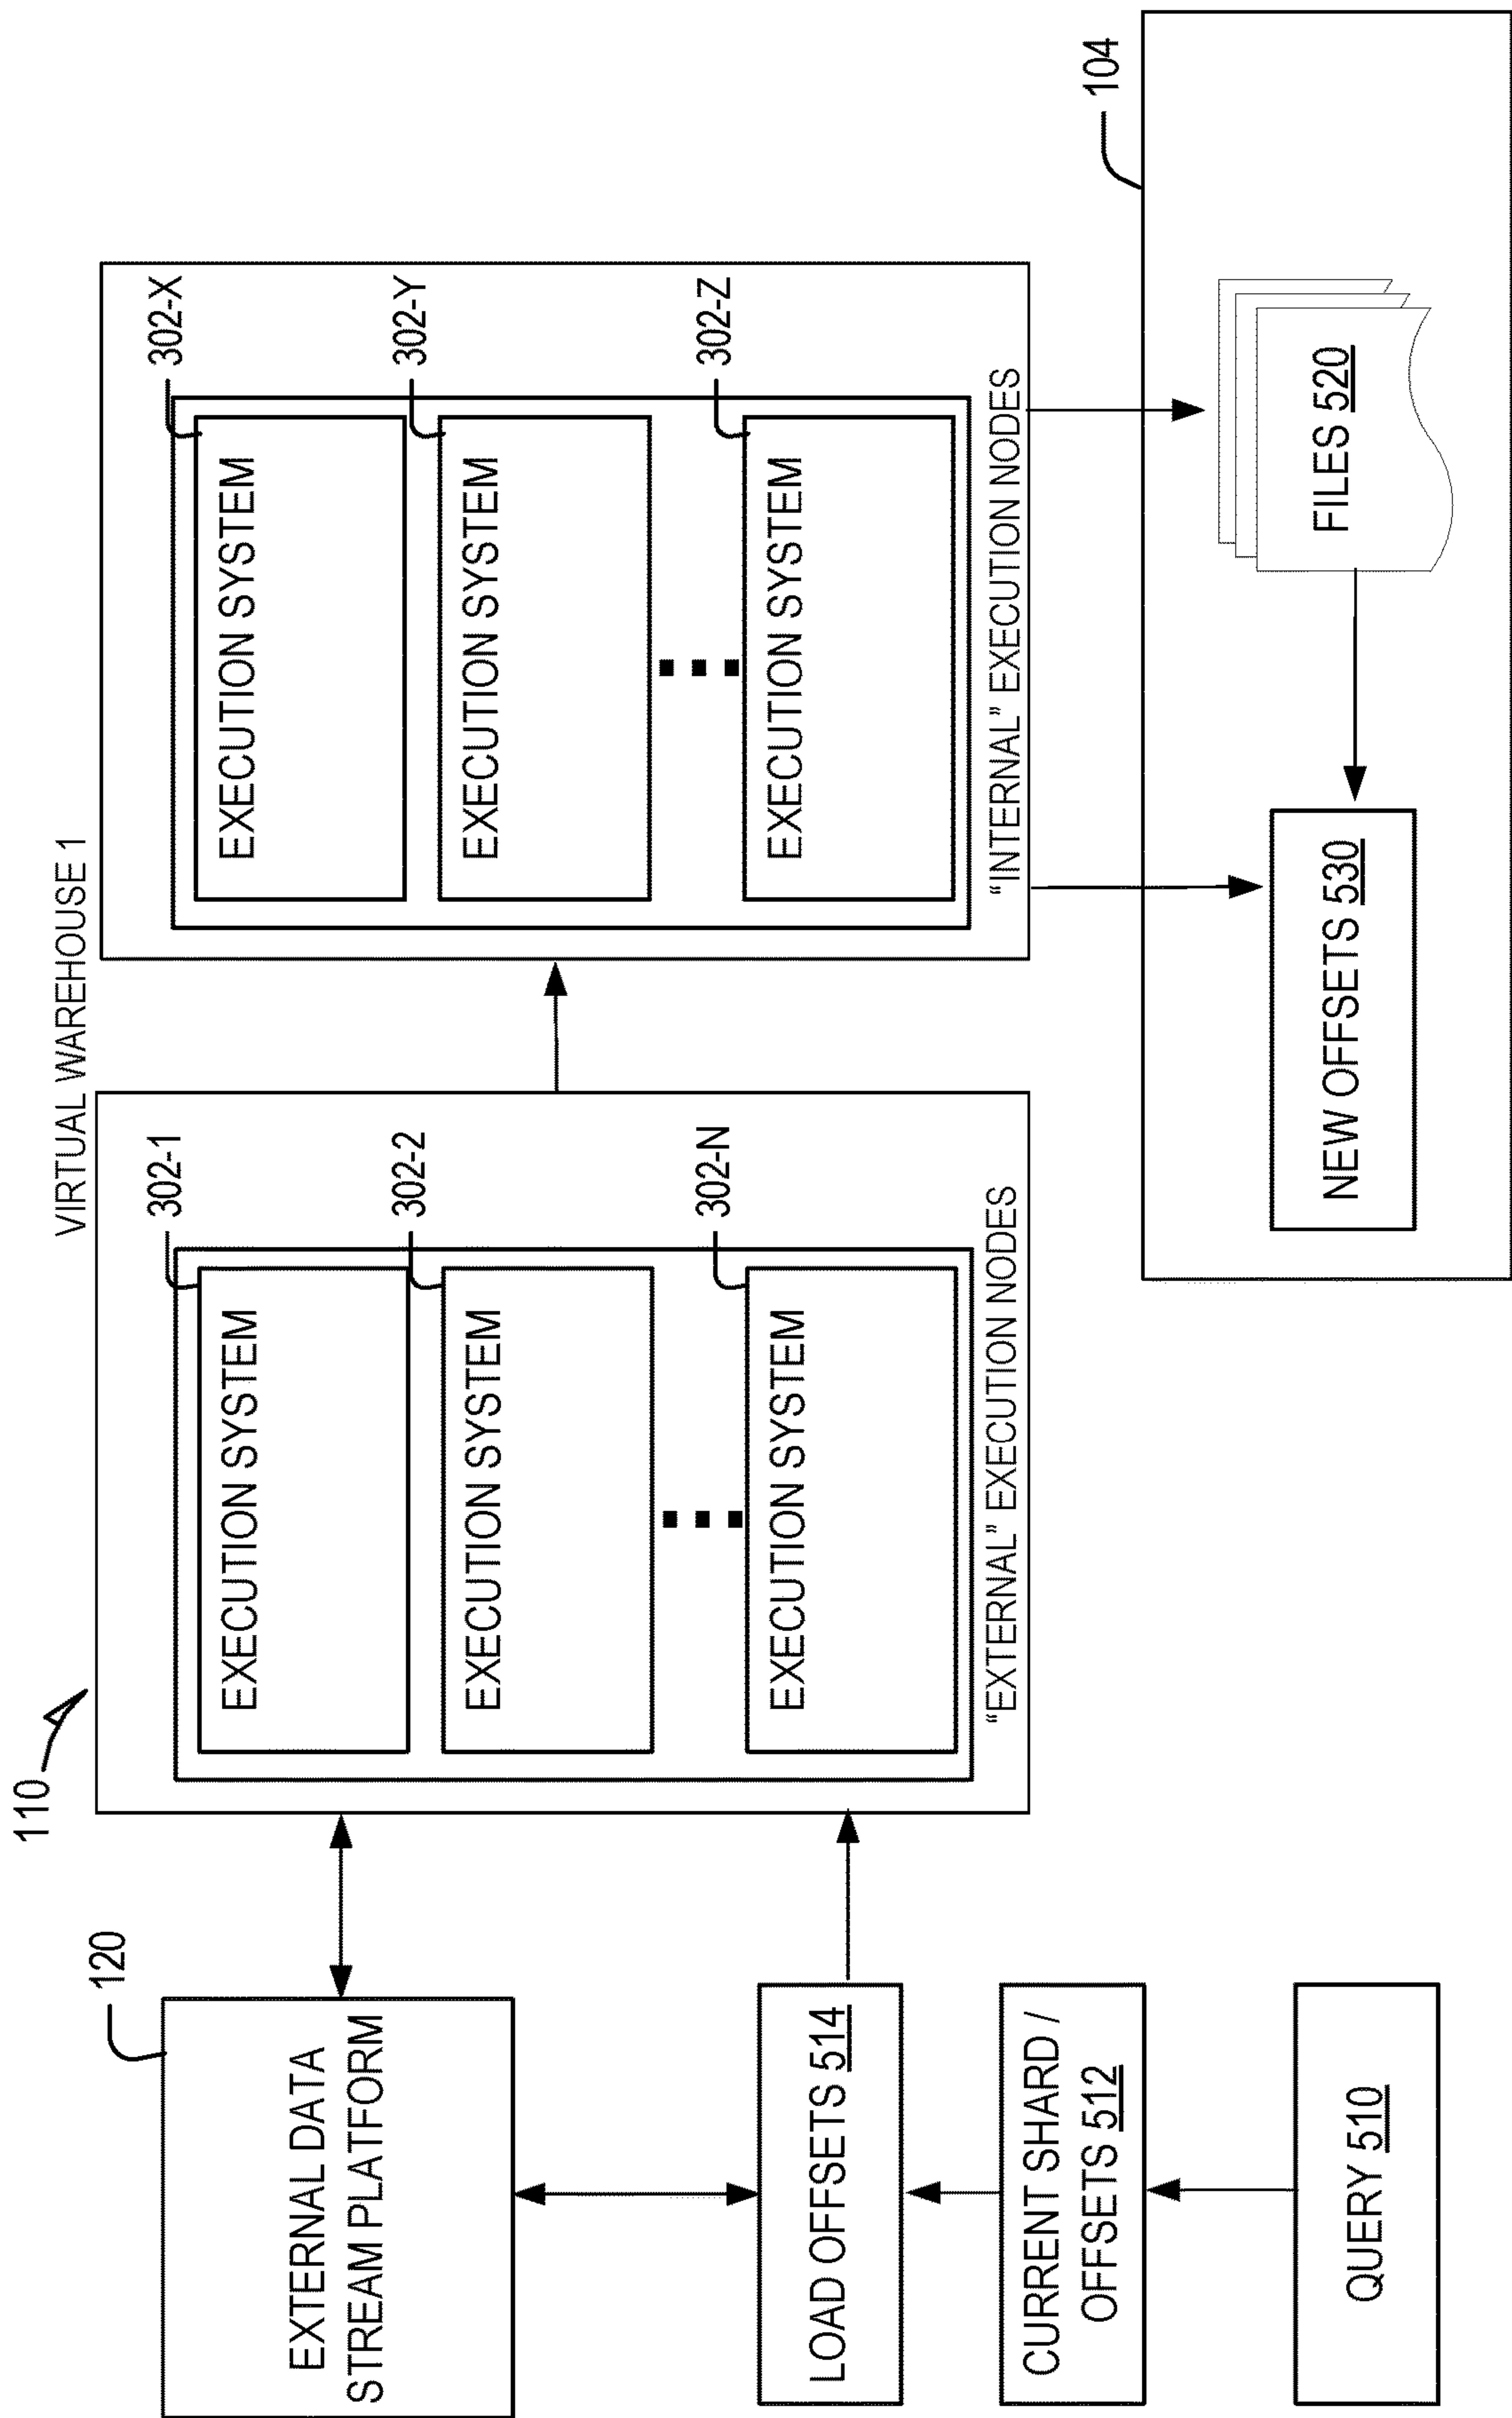 VIRTUAL WAREHOUSE 1
110
120
EXTERNAL DATA
STREAM PLATFORM
LOAD OFFSETS 514
CURRENT SHARD /
OFFSETS 512
QUERY 510
302-1
EXECUTION SYSTEM
302-2
EXECUTION SYSTEM
302-N
EXECUTION SYSTEM
“EXTERNAL” EXECUTION NODES
302-X
EXECUTION SYSTEM
302-Y
EXECUTION SYSTEM
302-Z
EXECUTION SYSTEM
“INTERNAL” EXECUTION NODES
104
NEW OFFSETS 530
FILES 520